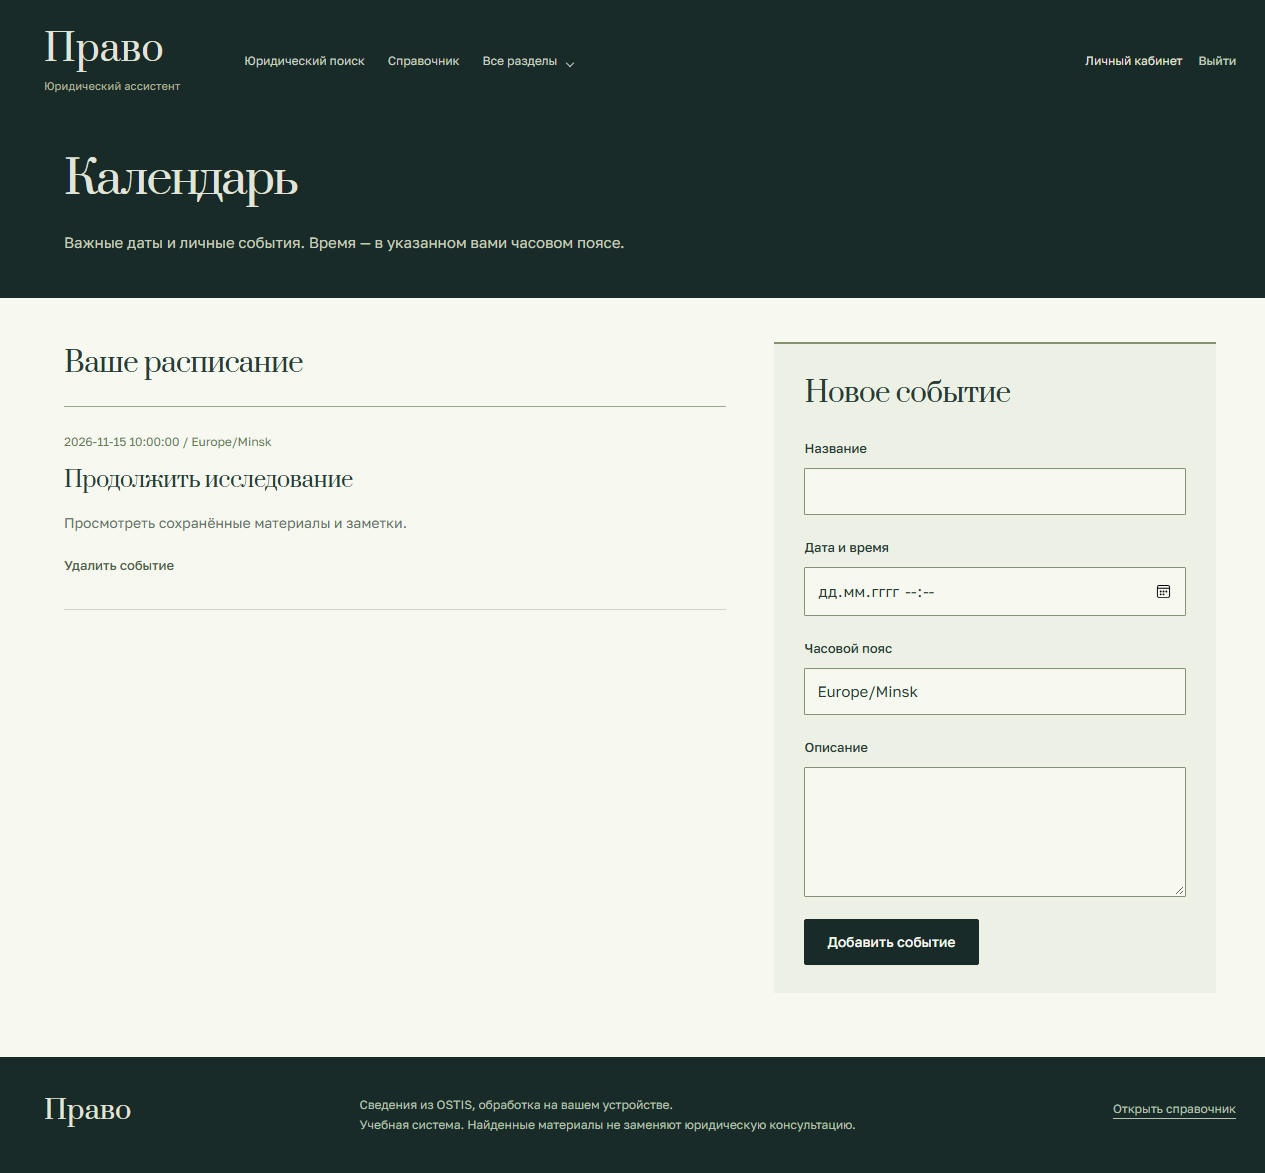 Право
Юридический ассистент
Юридический поиск
Справочник
Все разделы
Личный кабинет
Выйти
Календарь
Важные даты и личные события. Время — в указанном вами часовом поясе.
Ваше расписание
2026-11-15 10:00:00 / Europe/Minsk
Продолжить исследование
Просмотреть сохранённые материалы и заметки.
Удалить событие
Новое событие
Название
Дата и время
дд.мм.гггг --:--
Часовой пояс
Europe/Minsk
Описание
Добавить событие
Право
Сведения из OSTIS, обработка на вашем устройстве.
Учебная система. Найденные материалы не заменяют юридическую консультацию.
Открыть справочник